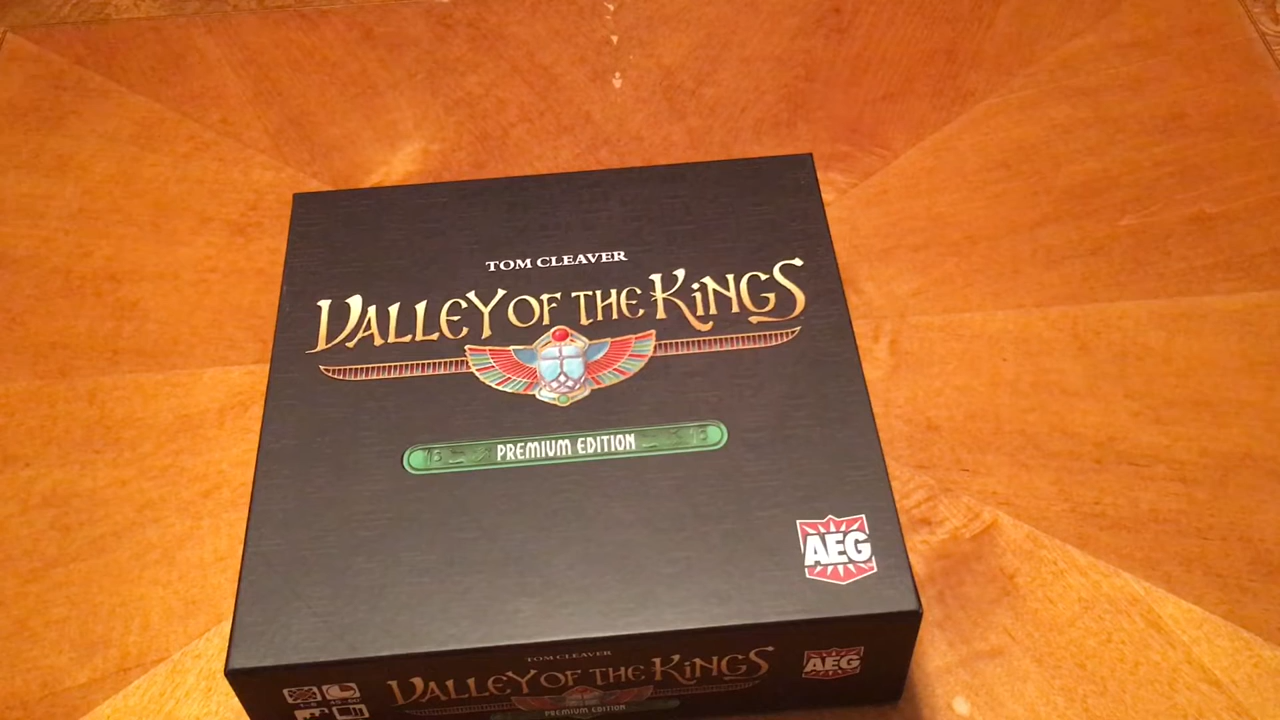 TOM CLEAVER
VALLEY OF THE KiNGS
PREMIUM EDITION
AEG
TOM CLEAVER
VALLEY OF THE KiNGS
AEG
PREMIUM EDITION